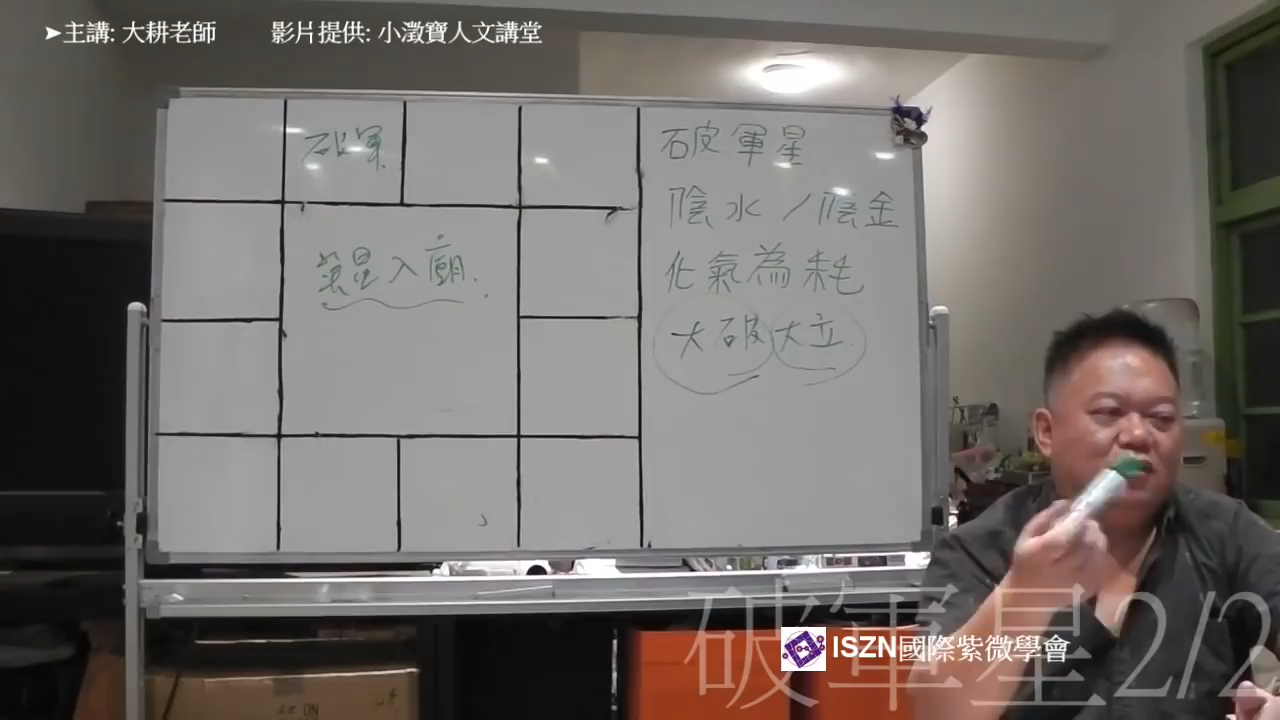 ➤主講: 大耕老師 影片提供: 小瀓寶人文講堂
破軍
英星入廟.
破軍星
陰水/陰金
化氣為耗
大破大立.
破軍星2/2
ISZN國際紫微學會